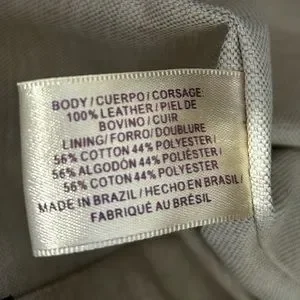 BODY/CUERPO/CORSAGE:
100% LEATHER/PIEL DE
BOVINO/CUIR
LINING/FORRO/DOUBLURE
56% COTTON 44% POLYESTER/
56% ALGODÓN 44% POLIÉSTER/
56% COTON 44% POLYESTER
MADE IN BRAZIL/HECHO EN BRASIL/
FABRIQUÉ AU BRÉSIL